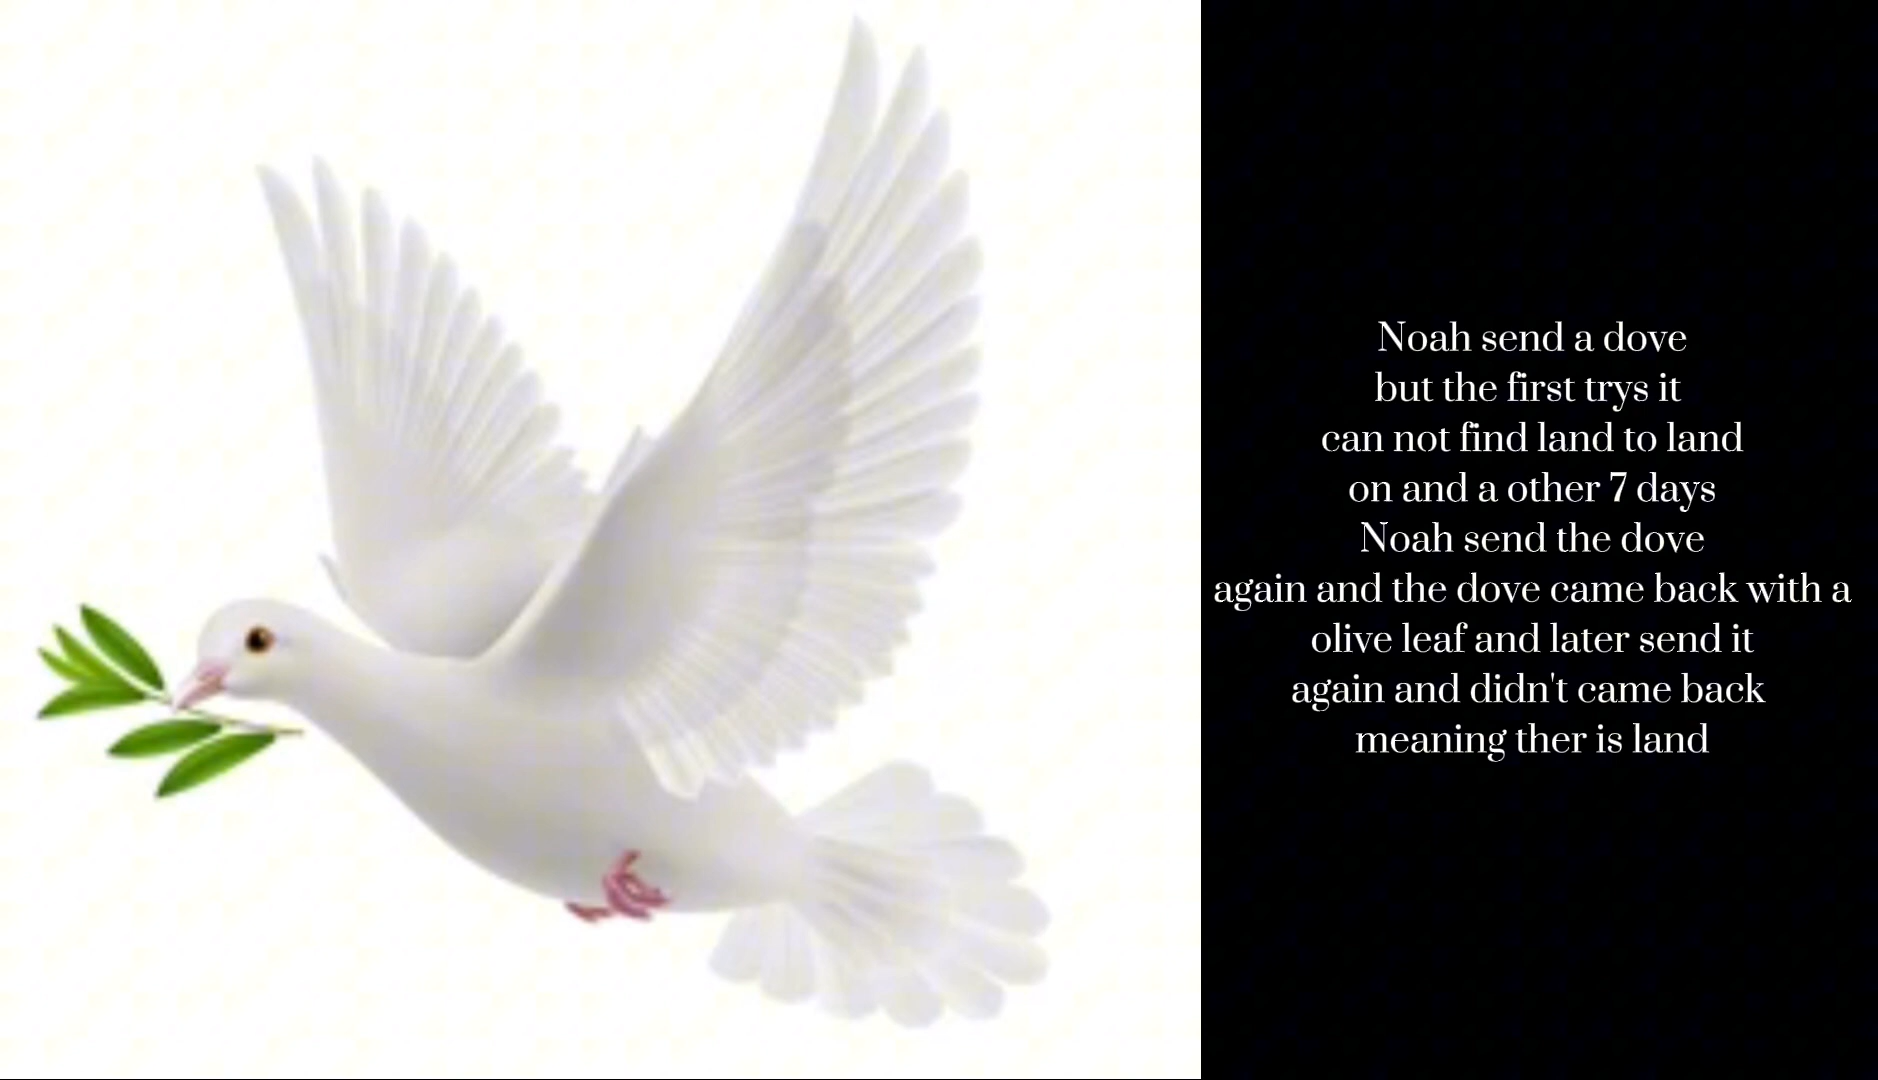 Noah send a dove
but the first trys it
can not find land to land
on and a other 7 days
Noah send the dove
again and the dove came back with a
olive leaf and later send it
again and didn't came back
meaning ther is land